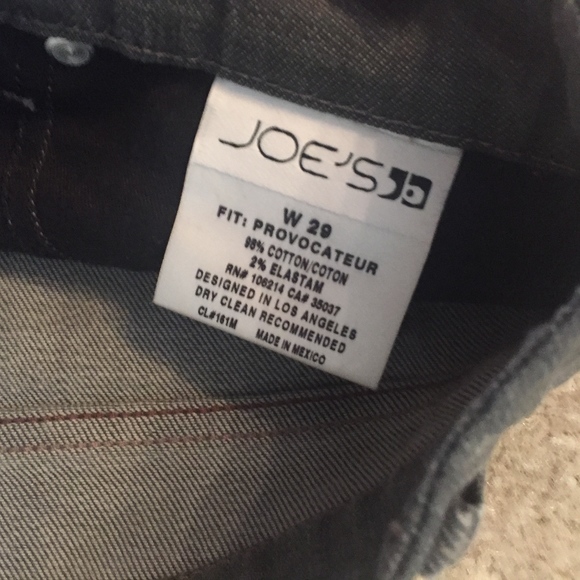 JOE'S
W 29
FIT: PROVOCATEUR
98% COTTON/COTON
2% ELASTAM
RN# 106214 CA# 35037
DESIGNED IN LOS ANGELES
DRY CLEAN RECOMMENDED
CL#161M MADE IN MEXICO